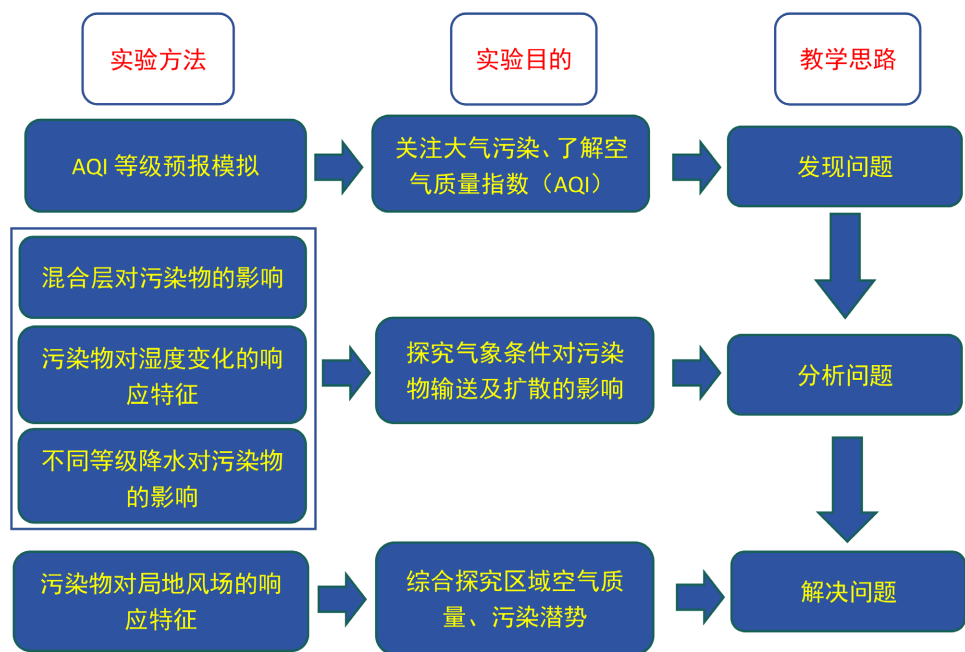 实验方法
实验目的
教学思路
AQI 等级预报模拟
关注大气污染、了解空
气质量指数（AQI）
发现问题
混合层对污染物的影响
污染物对湿度变化的响
应特征
不同等级降水对污染物
的影响
探究气象条件对污染
物输送及扩散的影响
分析问题
污染物对局地风场的响
应特征
综合探究区域空气质
量、污染潜势
解决问题